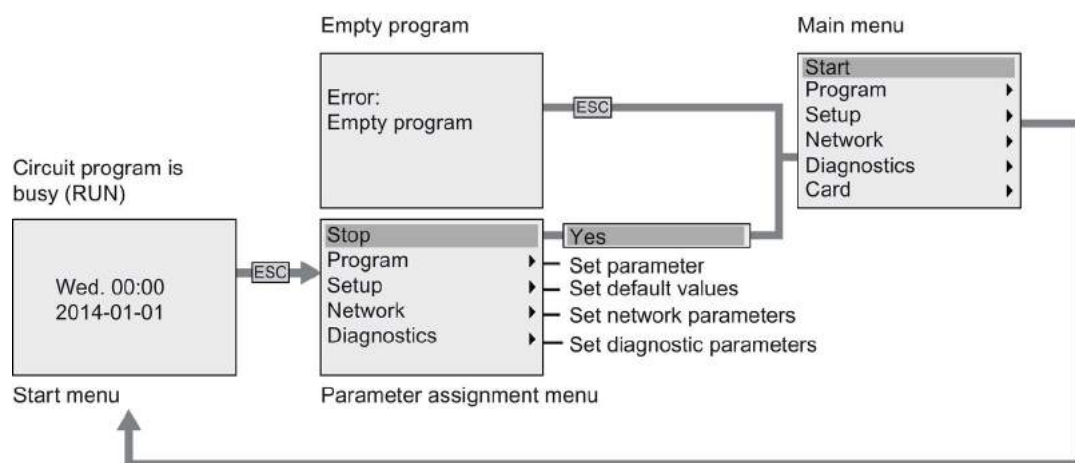 Empty program
Main menu
Error:
Empty program
ESC
Start
Program
Setup
Network
Diagnostics
Card
Circuit program is
busy (RUN)
Wed. 00:00
2014-01-01
ESC
Stop
Program
Setup
Network
Diagnostics
Yes
Set parameter
Set default values
Set network parameters
Set diagnostic parameters
Start menu
Parameter assignment menu